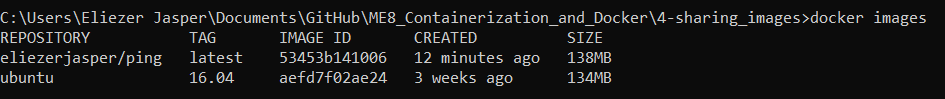 C:\Users\Eliezer Jasper\Documents\GitHub\ME8_Containerization_and_Docker\4-sharing_images>docker images
REPOSITORY TAG IMAGE ID CREATED SIZE
eliezerjasper/ping latest 53453b141006 12 minutes ago 138MB
ubuntu 16.04 aefd7f02ae24 3 weeks ago 134MB